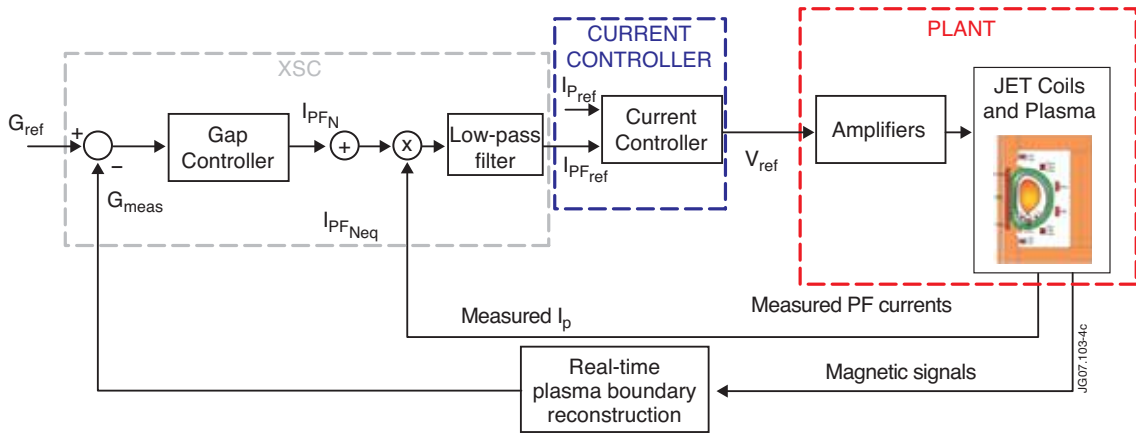 XSC
CURRENT
CONTROLLER
PLANT
G_ref
+
−
Gap
Controller
I_PF_N
+
x
Low-pass
filter
I_P_ref
I_PF_ref
Current
Controller
V_ref
Amplifiers
JET Coils
and Plasma
G_meas
I_PF_Neq
Measured I_p
Measured PF currents
Real-time
plasma boundary
reconstruction
Magnetic signals
JG07.103-4c